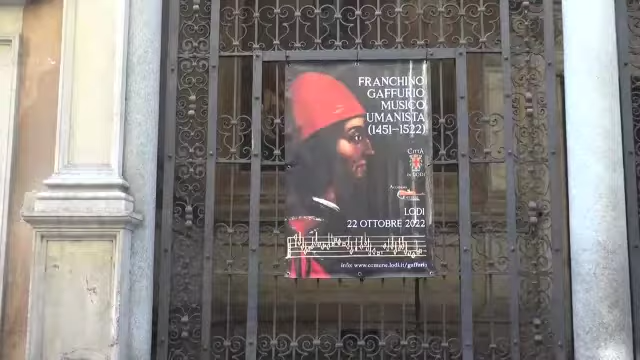 FRANCHINO
GAFFURIO
MUSICO
UMANISTA
(1451–1522)
CITTÀ
DI LODI
LODI
22 OTTOBRE 2022
info: www.comune.lodi.it/gaffurio